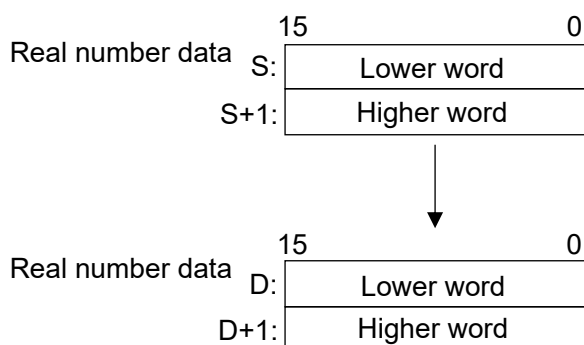 15 0
Real number data
S: Lower word
S+1: Higher word
15 0
Real number data
D: Lower word
D+1: Higher word